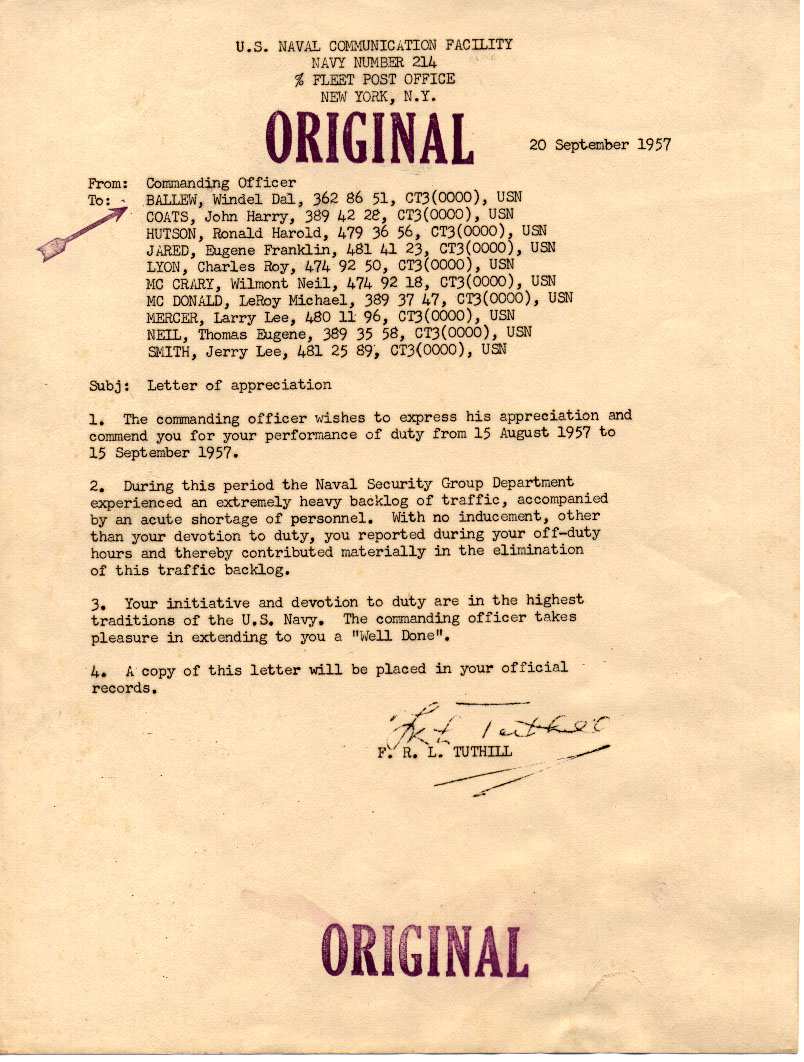 U.S. NAVAL COMMUNICATION FACILITY
NAVY NUMBER 214
% FLEET POST OFFICE
NEW YORK, N.Y.
ORIGINAL
20 September 1957
From: Commanding Officer
To: BALLEW, Windel Dal, 362 86 51, CT3(0000), USN
COATS, John Harry, 389 42 28, CT3(0000), USN
HUTSON, Ronald Harold, 479 36 56, CT3(0000), USN
JARED, Eugene Franklin, 481 41 23, CT3(0000), USN
LYON, Charles Roy, 474 92 50, CT3(0000), USN
MC CRARY, Wilmont Neil, 474 92 18, CT3(0000), USN
MC DONALD, LeRoy Michael, 389 37 47, CT3(0000), USN
MERCER, Larry Lee, 480 11 96, CT3(0000), USN
NEIL, Thomas Eugene, 389 35 58, CT3(0000), USN
SMITH, Jerry Lee, 481 25 89, CT3(0000), USN
Subj: Letter of appreciation
1. The commanding officer wishes to express his appreciation and
commend you for your performance of duty from 15 August 1957 to
15 September 1957.
2. During this period the Naval Security Group Department
experienced an extremely heavy backlog of traffic, accompanied
by an acute shortage of personnel. With no inducement, other
than your devotion to duty, you reported during your off-duty
hours and thereby contributed materially in the elimination
of this traffic backlog.
3. Your initiative and devotion to duty are in the highest
traditions of the U.S. Navy. The commanding officer takes
pleasure in extending to you a "Well Done".
4. A copy of this letter will be placed in your official
records.
F R L Tuthill
F. R. L. TUTHILL
ORIGINAL